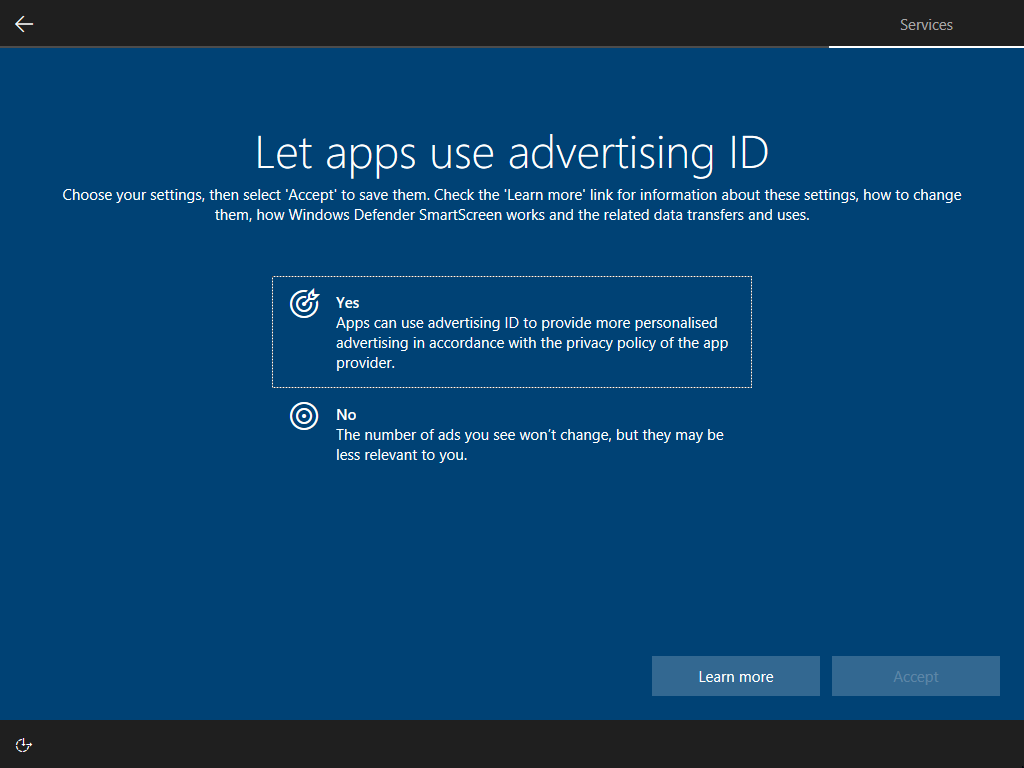 Services
Let apps use advertising ID
Choose your settings, then select 'Accept' to save them. Check the 'Learn more' link for information about these settings, how to change
them, how Windows Defender SmartScreen works and the related data transfers and uses.
Yes
Apps can use advertising ID to provide more personalised
advertising in accordance with the privacy policy of the app
provider.
No
The number of ads you see won’t change, but they may be
less relevant to you.
Learn more
Accept